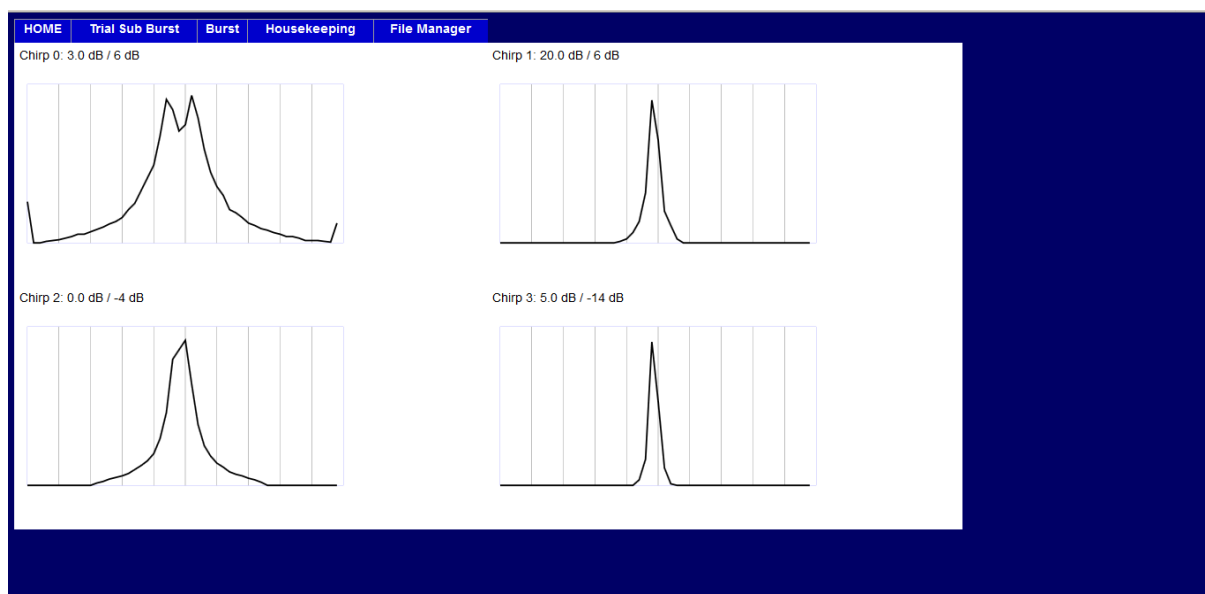 HOME Trial Sub Burst Burst Housekeeping File Manager
Chirp 0: 3.0 dB / 6 dB
Chirp 1: 20.0 dB / 6 dB
Chirp 2: 0.0 dB / -4 dB
Chirp 3: 5.0 dB / -14 dB